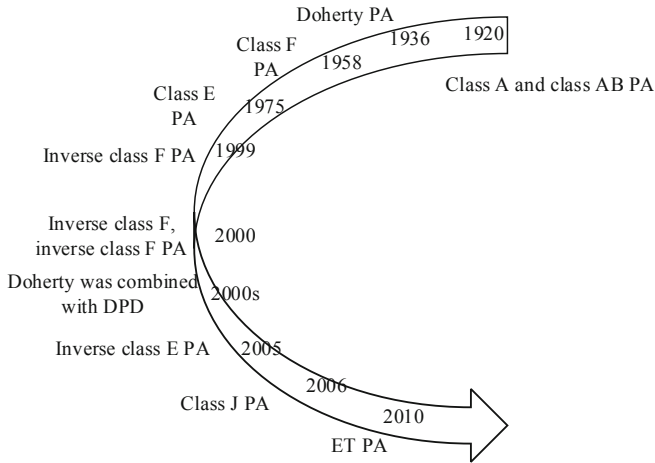 Doherty PA
1920
1936
Class F
PA
1958
Class A and class AB PA
Class E
PA
1975
Inverse class F PA
1999
Inverse class F,
inverse class F PA
2000
Doherty was combined
with DPD
2000s
Inverse class E PA
2005
Class J PA
2006
2010
ET PA